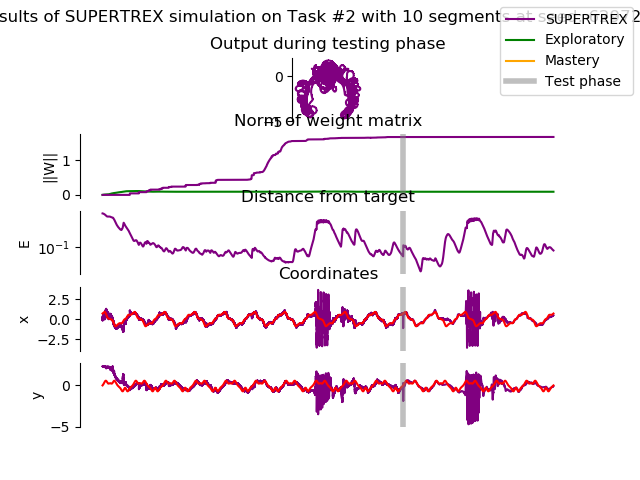 sults of SUPERTREX simulation on Task #2 with 10 segments at
SUPERTREX
Exploratory
Mastery
Test phase
Output during testing phase
0
−5
Norm of weight matrix
||W||
1
0
Distance from target
E
10⁻¹
Coordinates
x
2.5
0.0
−2.5
y
0
−5